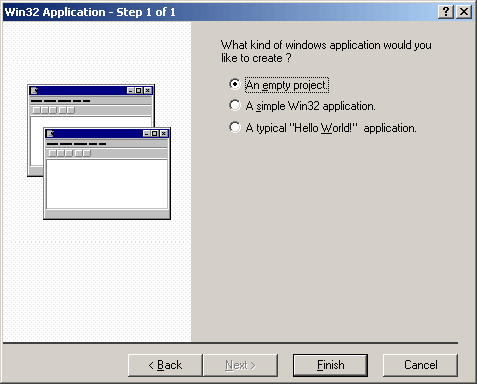 Win32 Application - Step 1 of 1
What kind of windows application would you
like to create ?
An empty project.
A simple Win32 application.
A typical "Hello World!" application.
< Back
Next >
Finish
Cancel